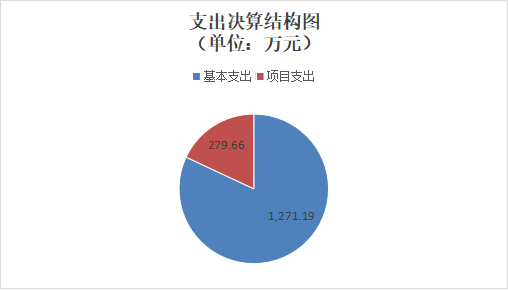 支出决算结构图
（单位：万元）
基本支出 项目支出
279.66
1,271.19